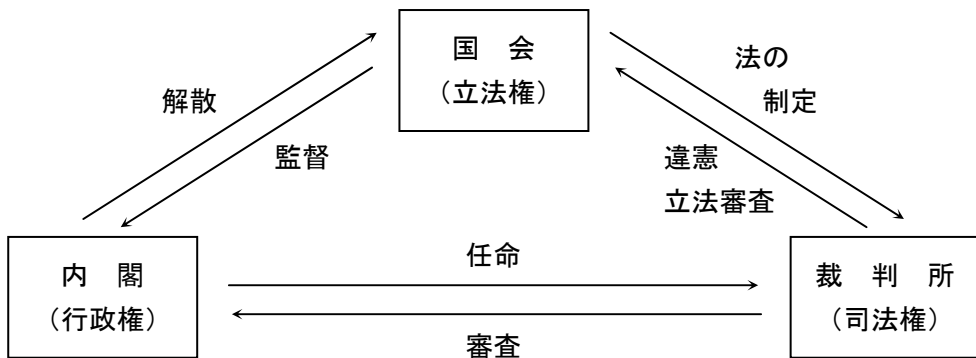 国　会
（立法権）
法の
制定
解散
監督
違憲
立法審査
内　閣
（行政権）
任命
裁　判　所
（司法権）
審査